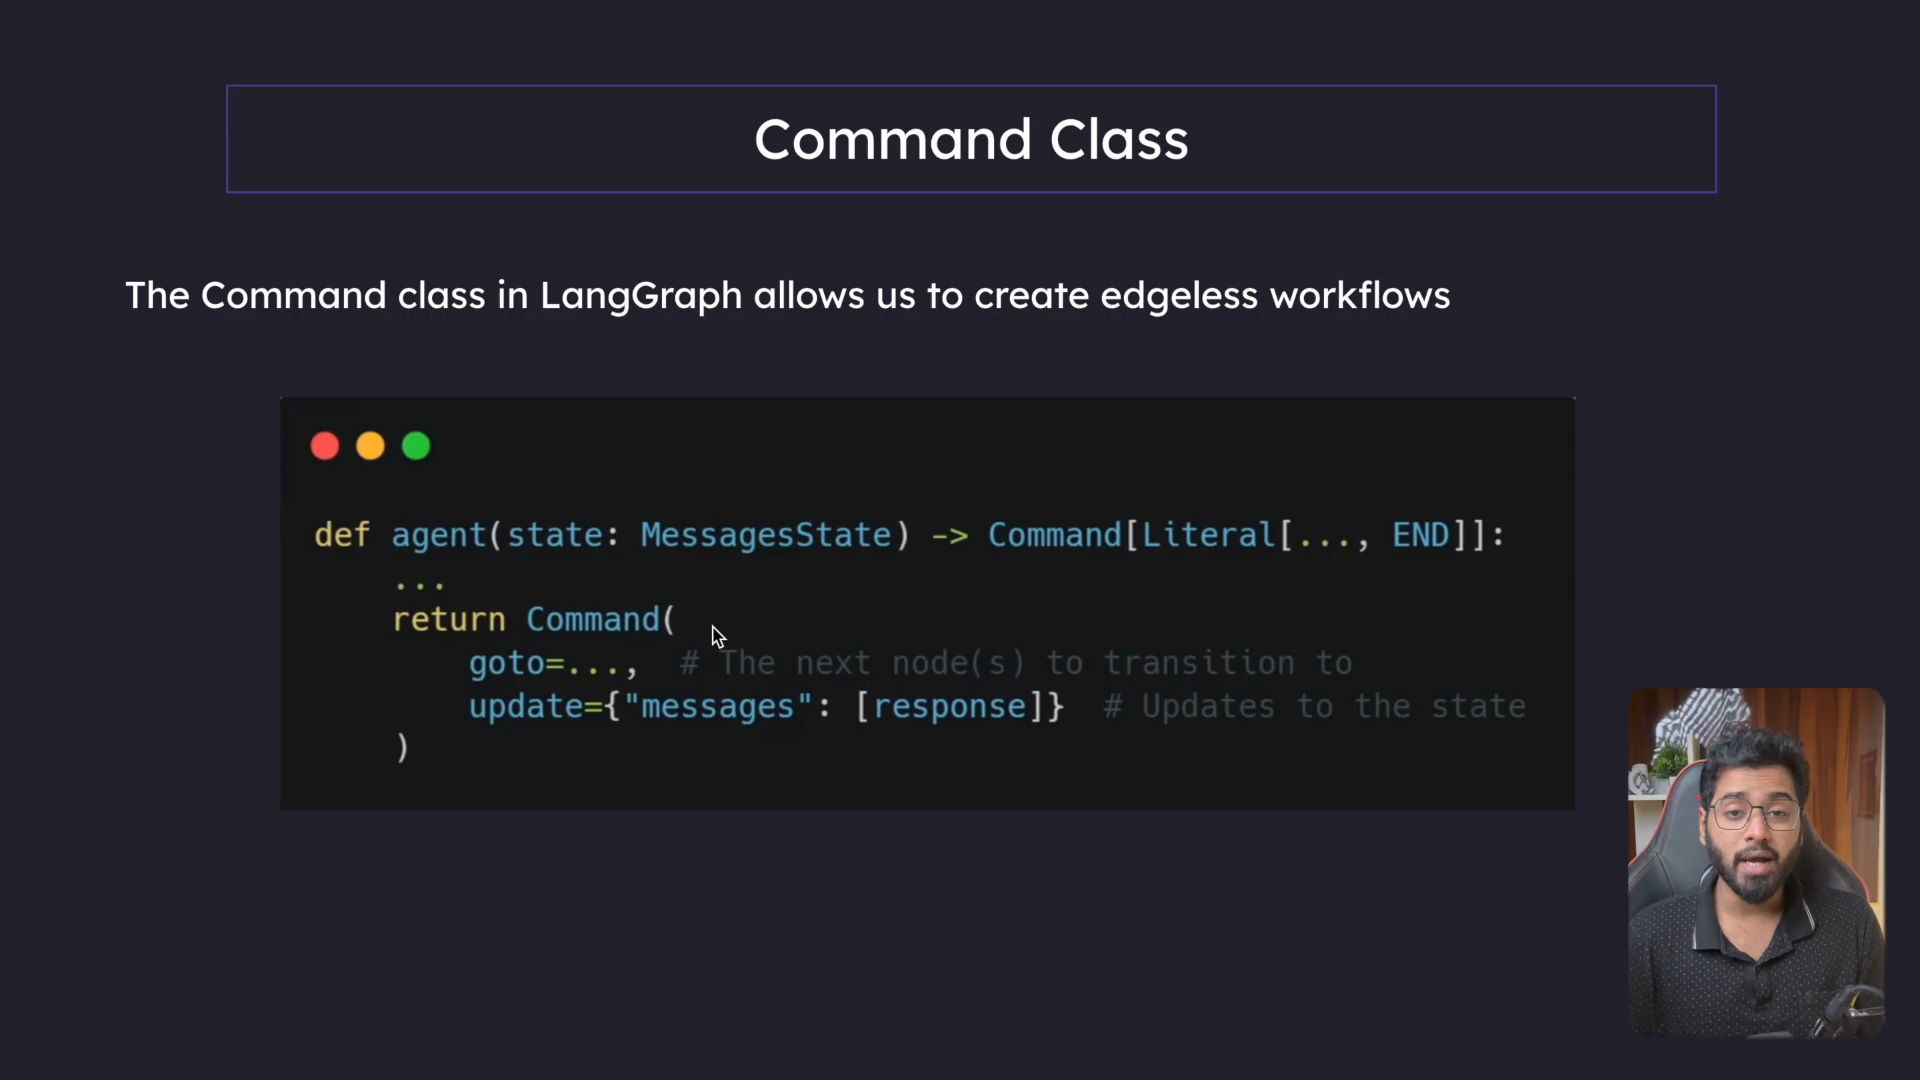 Command Class
The Command class in LangGraph allows us to create edgeless workflows
def agent(state: MessagesState) -> Command[Literal[..., END]]:
...
return Command(
goto=..., # The next node(s) to transition to
update={"messages": [response]} # Updates to the state
)